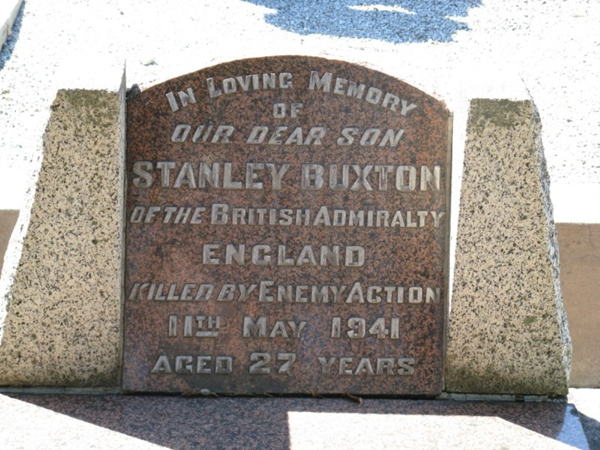 In Loving Memory
OF
OUR DEAR SON
STANLEY BUXTON
OF THE BRITISH ADMIRALTY
ENGLAND
KILLED BY ENEMY ACTION
11TH MAY 1941
AGED 27 YEARS